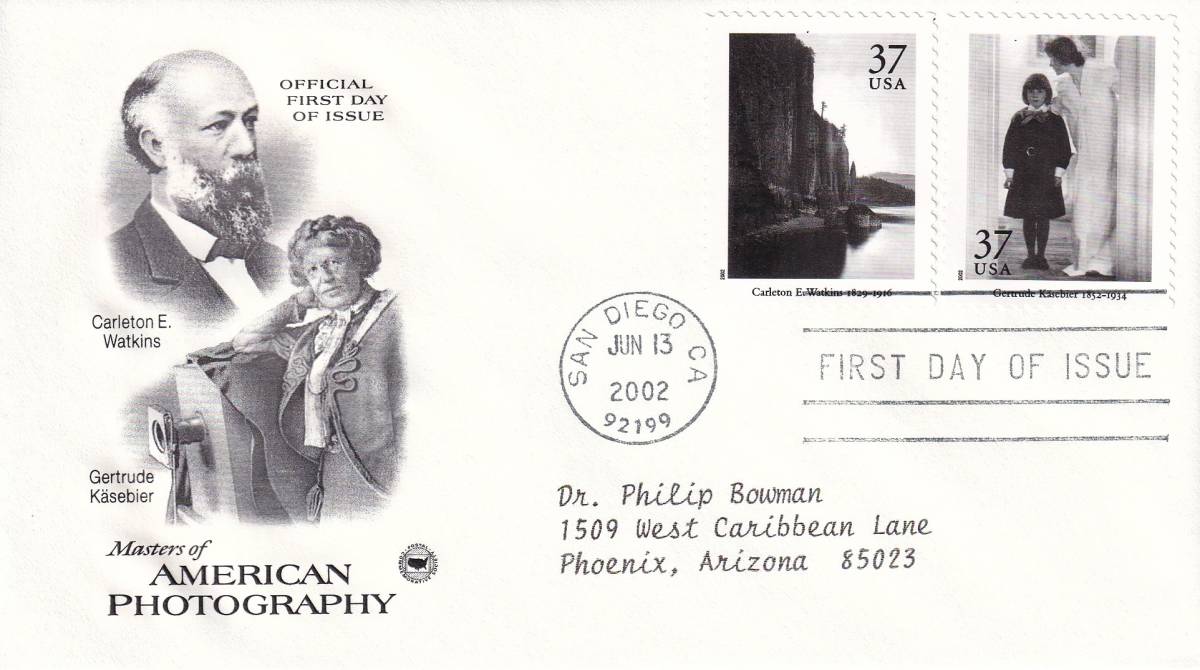 OFFICIAL
FIRST DAY
OF ISSUE
Carleton E.
Watkins
Gertrude
Käsebier
Masters of
AMERICAN
PHOTOGRAPHY
37
USA
2002
Carleton E. Watkins 1829-1916
37
USA
2002
Gertrude Käsebier 1852-1934
SAN DIEGO CA
JUN 13
2002
92199
FIRST DAY OF ISSUE
Dr. Philip Bowman
1509 West Caribbean Lane
Phoenix, Arizona 85023